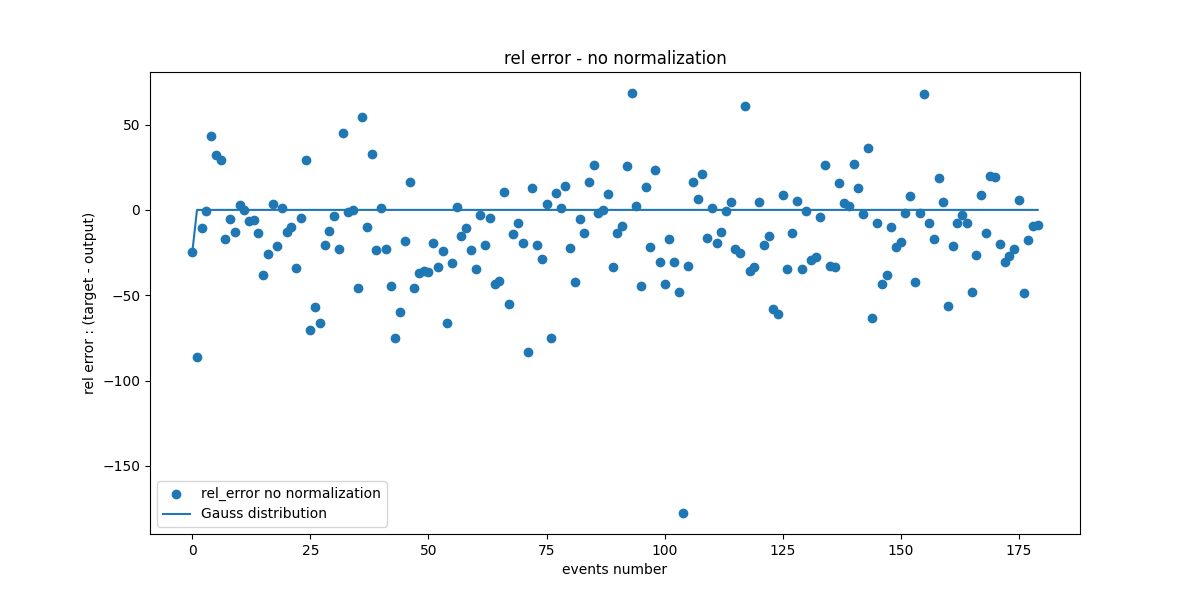 rel error - no normalization
rel error : (target - output)
50
0
−50
−100
−150
rel_error no normalization
Gauss distribution
0 25 50 75 100 125 150 175
events number